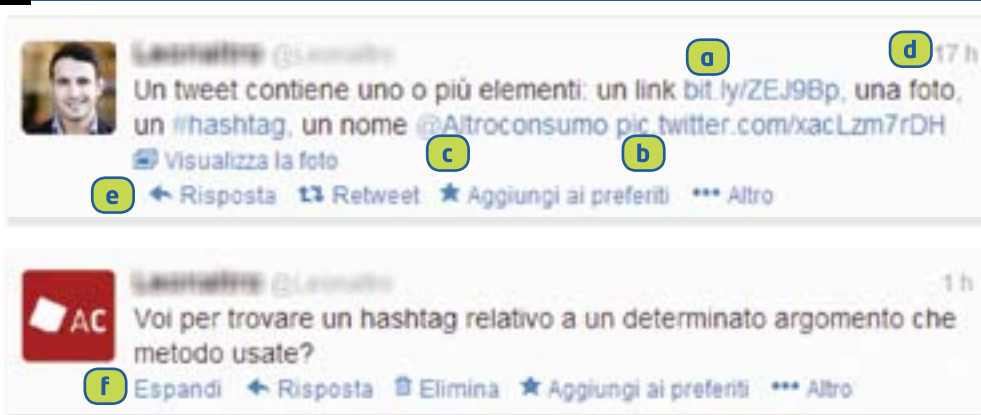 a
d
17 h
Un tweet contiene uno o più elementi: un link bit.ly/ZEJ9Bp, una foto,
un #hashtag, un nome @Altroconsumo pic.twitter.com/xacLzm7rDH
c
b
Visualizza la foto
e Risposta Retweet Aggiungi ai preferiti ••• Altro
1 h
AC
Voi per trovare un hashtag relativo a un determinato argomento che
metodo usate?
f Espandi Risposta Elimina Aggiungi ai preferiti ••• Altro